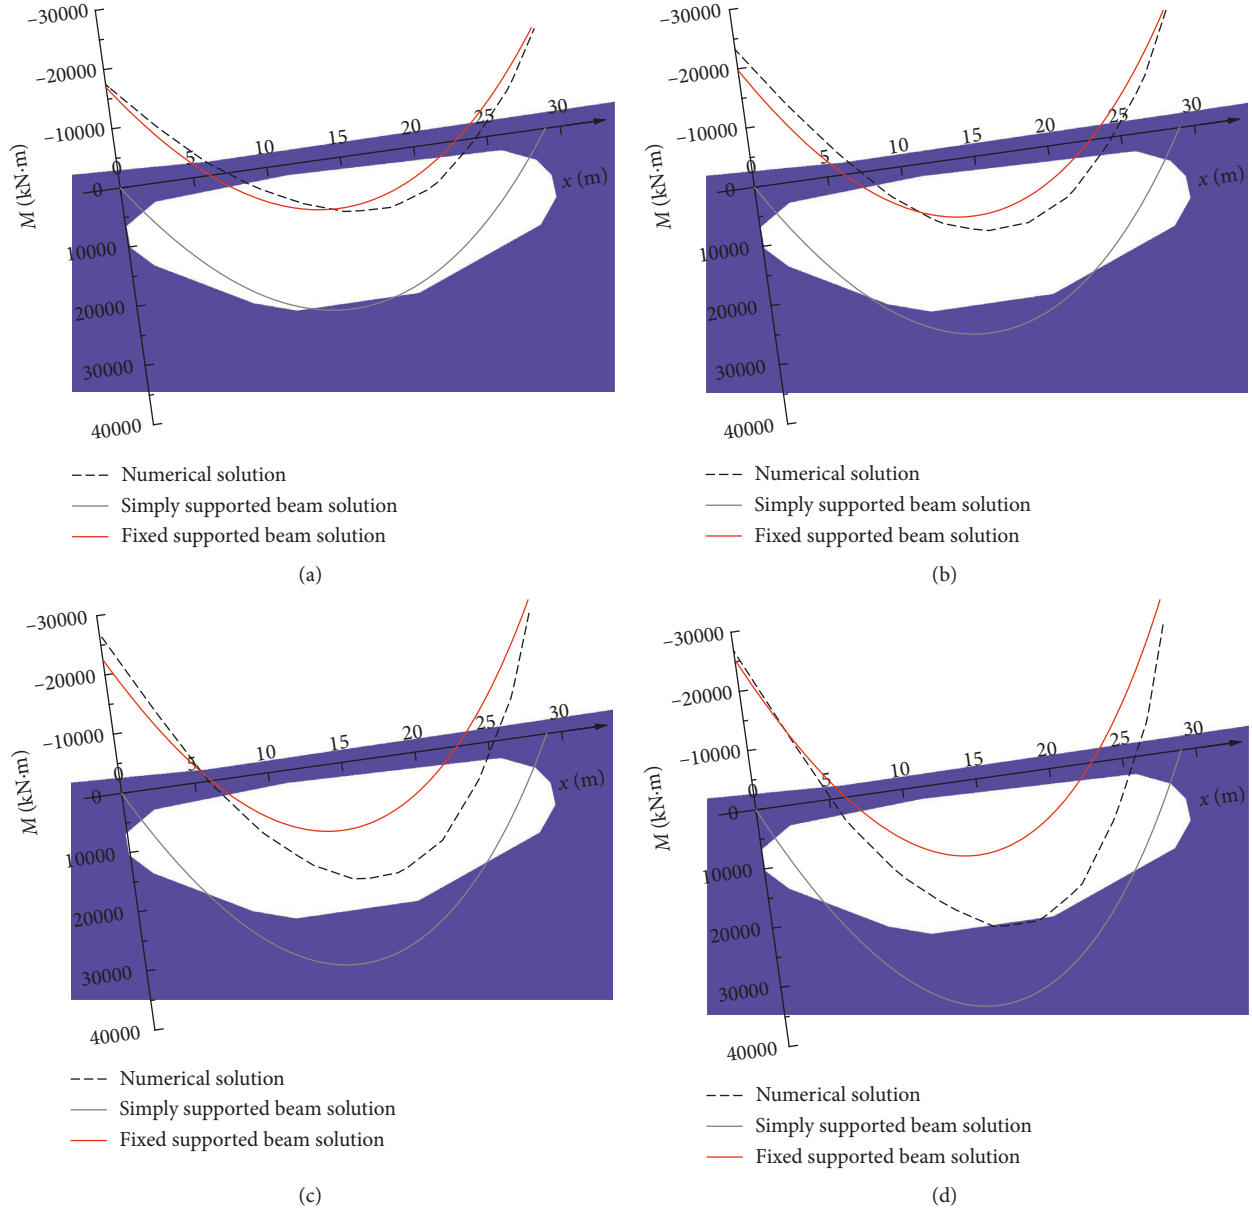 −30000
−20000
−10000
0
10000
20000
30000
40000
M (kN·m)
0
5
10
15
20
25
30
x (m)
Numerical solution
Simply supported beam solution
Fixed supported beam solution
(a)
−30000
−20000
−10000
0
10000
20000
30000
40000
M (kN·m)
0
5
10
15
20
25
30
x (m)
Numerical solution
Simply supported beam solution
Fixed supported beam solution
(b)
−30000
−20000
−10000
0
10000
20000
30000
40000
M (kN·m)
0
5
10
15
20
25
30
x (m)
Numerical solution
Simply supported beam solution
Fixed supported beam solution
(c)
−30000
−20000
−10000
0
10000
20000
30000
40000
M (kN·m)
0
5
10
15
20
25
30
x (m)
Numerical solution
Simply supported beam solution
Fixed supported beam solution
(d)